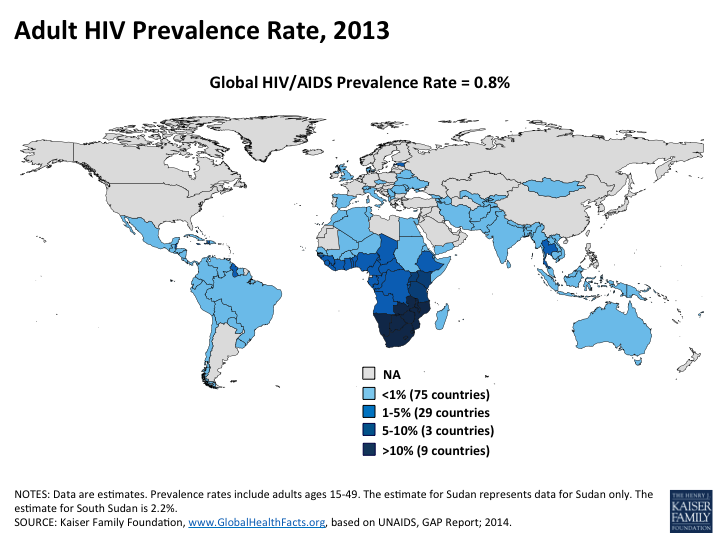 Adult HIV Prevalence Rate, 2013
Global HIV/AIDS Prevalence Rate = 0.8%
NA
<1% (75 countries)
1-5% (29 countries
5-10% (3 countries)
>10% (9 countries)
NOTES: Data are estimates. Prevalence rates include adults ages 15-49. The estimate for Sudan represents data for Sudan only. The
estimate for South Sudan is 2.2%.
SOURCE: Kaiser Family Foundation, www.GlobalHealthFacts.org, based on UNAIDS, GAP Report; 2014.
THE HENRY J.
KAISER
FAMILY
FOUNDATION